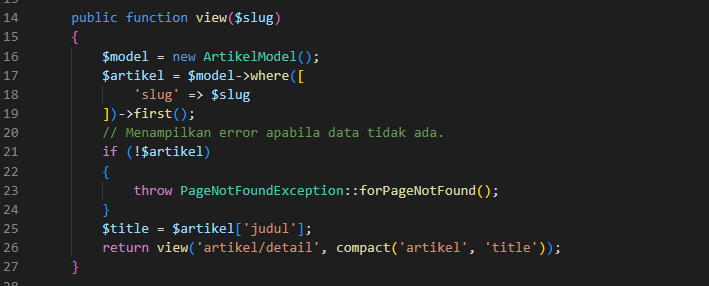 14 public function view($slug)
15 {
16 $model = new ArtikelModel();
17 $artikel = $model->where([
18 'slug' => $slug
19 ])->first();
20 // Menampilkan error apabila data tidak ada.
21 if (!$artikel)
22 {
23 throw PageNotFoundException::forPageNotFound();
24 }
25 $title = $artikel['judul'];
26 return view('artikel/detail', compact('artikel', 'title'));
27 }